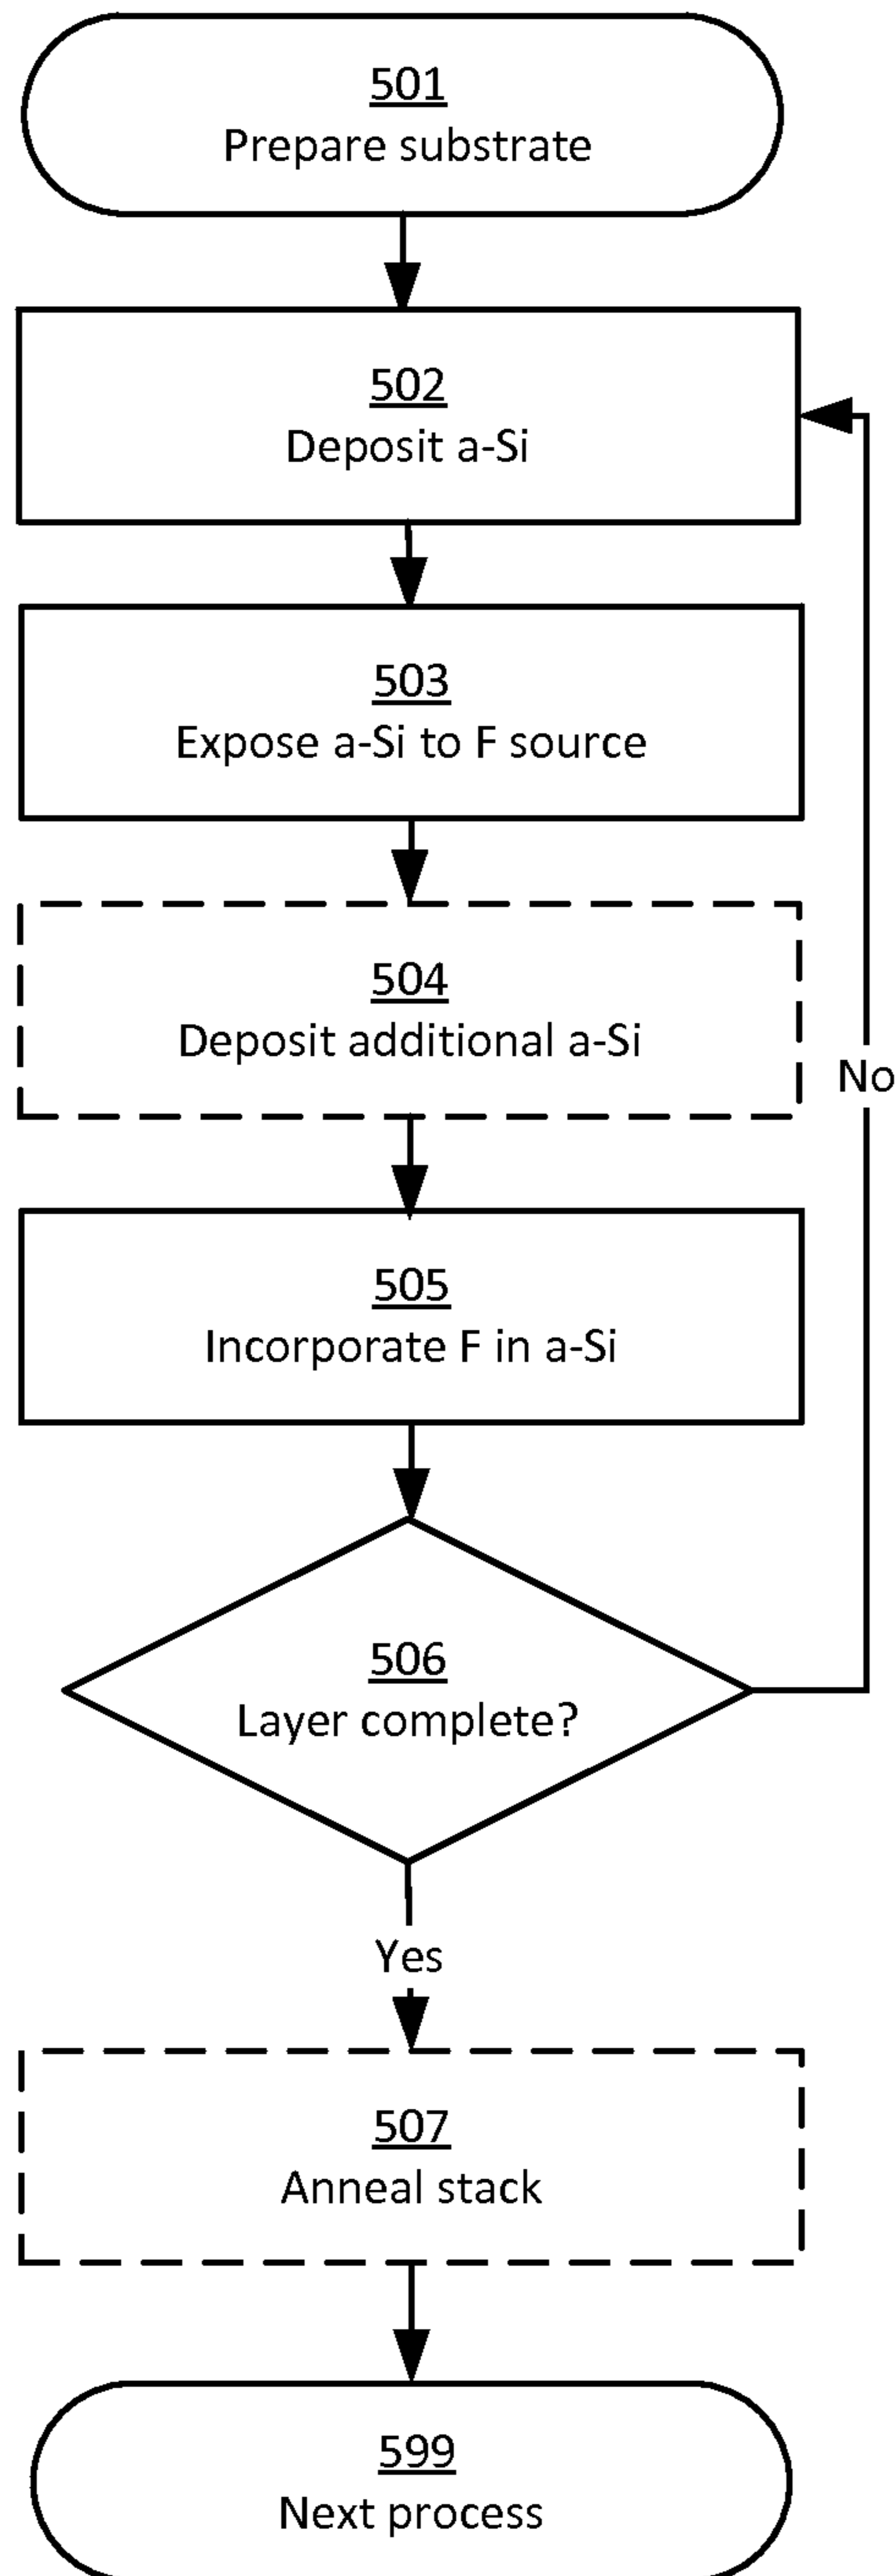 501
Prepare substrate
502
Deposit a-Si
503
Expose a-Si to F source
504
Deposit additional a-Si
No
505
Incorporate F in a-Si
506
Layer complete?
Yes
507
Anneal stack
599
Next process